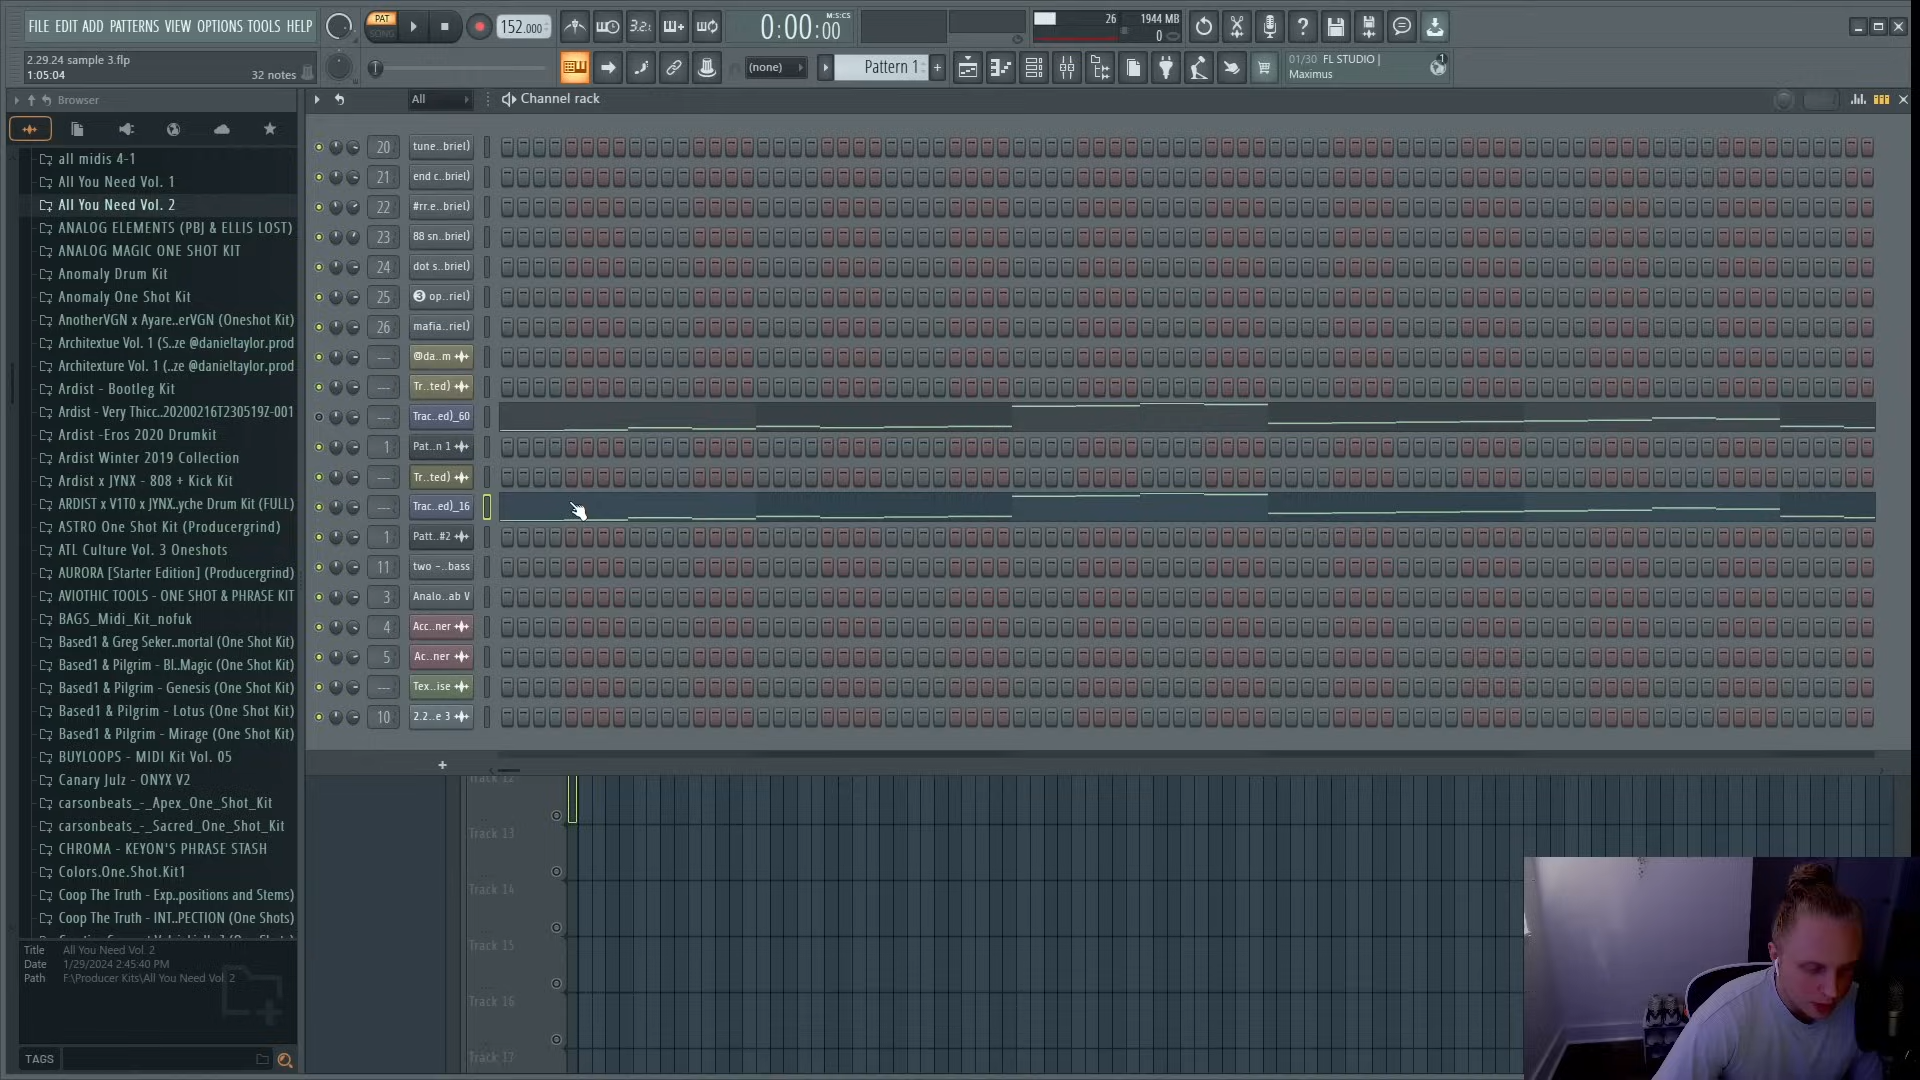 FILE EDIT ADD PATTERNS VIEW OPTIONS TOOLS HELP
PAT
SONG
152.000
3.2:
0:00:00
M:S:CS
26
1944 MB
0
2.29.24 sample 3.flp
1:05:04
32 notes
(none)
Pattern 1
+
01/30 FL STUDIO |
Maximus
Browser
All
Channel rack
all midis 4-1
All You Need Vol. 1
All You Need Vol. 2
ANALOG ELEMENTS (PBJ & ELLIS LOST)
ANALOG MAGIC ONE SHOT KIT
Anomaly Drum Kit
Anomaly One Shot Kit
AnotherVGN x Ayare..erVGN (Oneshot Kit)
Architextue Vol. 1 (S..ze @danieltaylor.prod
Architexture Vol. 1 (..ze @danieltaylor.prod
Ardist - Bootleg Kit
Ardist - Very Thicc..20200216T230519Z-001
Ardist -Eros 2020 Drumkit
Ardist Winter 2019 Collection
Ardist x JYNX - 808 + Kick Kit
ARDIST x V1T0 x JYNX..yche Drum Kit (FULL)
ASTRO One Shot Kit (Producergrind)
ATL Culture Vol. 3 Oneshots
AURORA [Starter Edition] (Producergrind)
AVIOTHIC TOOLS - ONE SHOT & PHRASE KIT
BAGS_Midi_Kit_nofuk
Based1 & Greg Seker..mortal (One Shot Kit)
Based1 & Pilgrim - Bl..Magic (One Shot Kit)
Based1 & Pilgrim - Genesis (One Shot Kit)
Based1 & Pilgrim - Lotus (One Shot Kit)
Based1 & Pilgrim - Mirage (One Shot Kit)
BUYLOOPS - MIDI Kit Vol. 05
Canary Julz - ONYX V2
carsonbeats_-_Apex_One_Shot_Kit
carsonbeats_-_Sacred_One_Shot_Kit
CHROMA - KEYON'S PHRASE STASH
Colors.One.Shot.Kit1
Coop The Truth - Exp..positions and Stems)
Coop The Truth - INT..PECTION (One Shots)
Title All You Need Vol. 2
Date 1/29/2024 2:45:40 PM
Path F:\Producer Kits\All You Need Vol. 2
TAGS
20 tune..briel)
21 end c..briel)
22 #rr.e..briel)
23 88 sn..briel)
24 dot s..briel)
25 3 op..riel)
26 mafia..riel)
--- @da..m
--- Tr..ted)
--- Trac..ed)_60
1 Pat..n 1
--- Tr..ted)
--- Trac..ed)_16
1 Patt..#2
11 two -..bass
3 Analo..ab V
4 Acc..ner
5 Ac..ner
--- Tex..ise
10 2.2..e 3
+
Track 12
Track 13
Track 14
Track 15
Track 16
Track 17